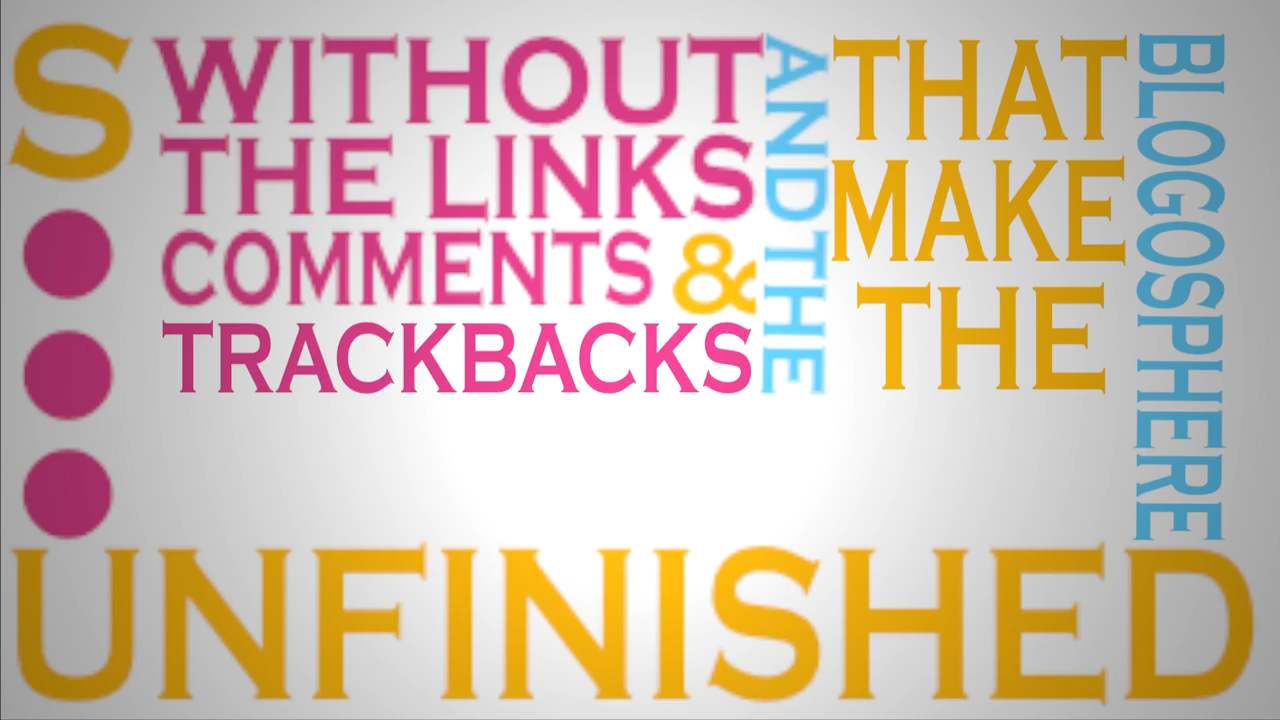 S
WITHOUT
THE LINKS
COMMENTS &
TRACKBACKS
AND THE
THAT
MAKE
THE
BLOGOSPHERE
UNFINISHED